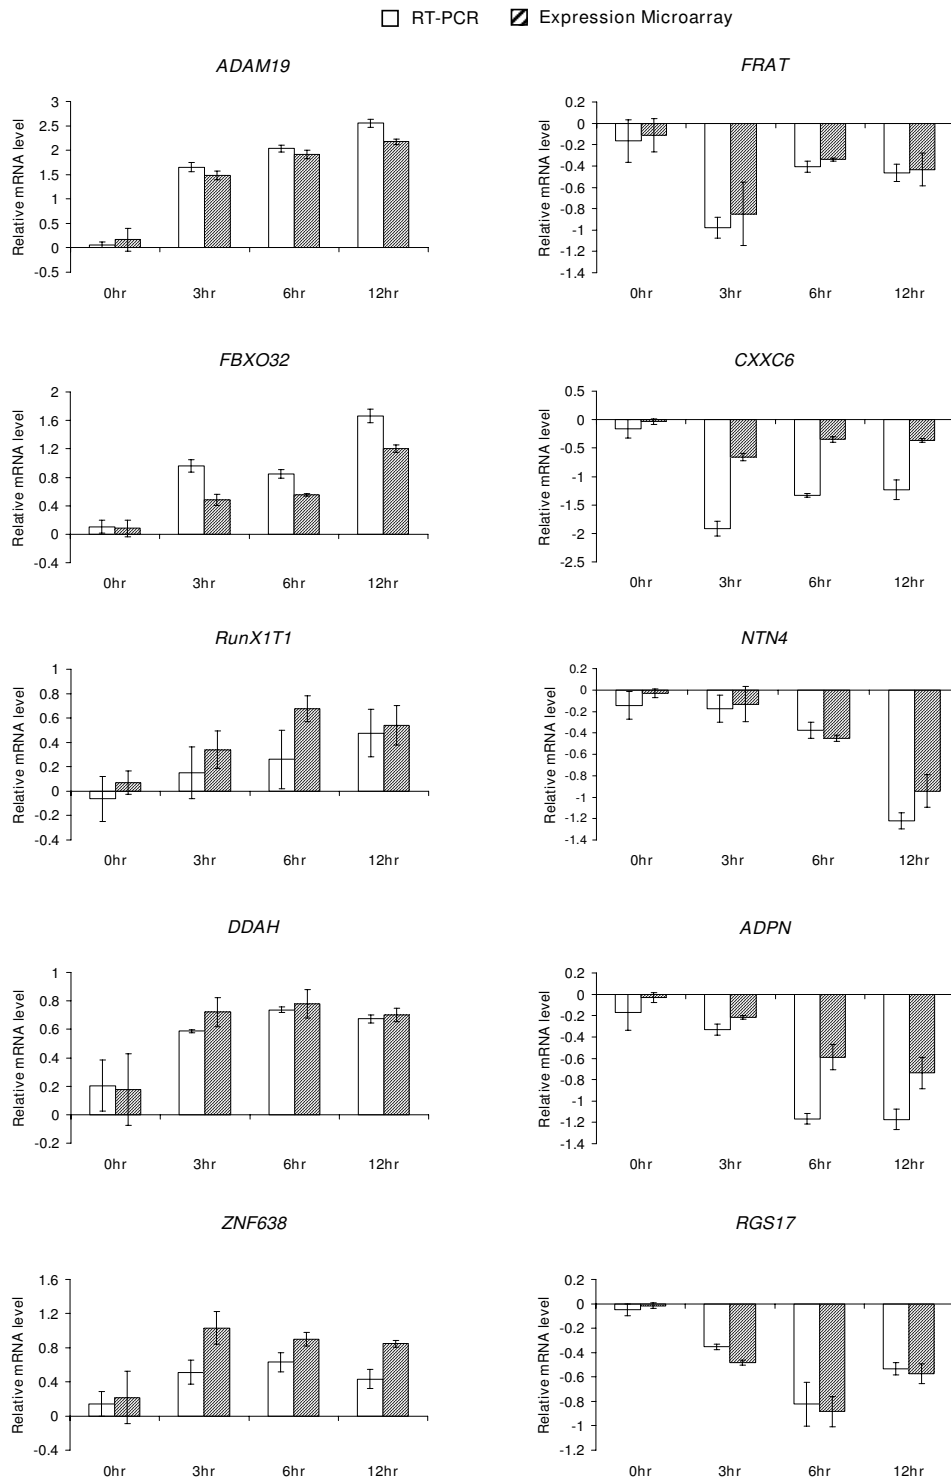 RT-PCR Expression Microarray
ADAM19
Relative mRNA level
3
2.5
2
1.5
1
0.5
0
-0.5
0hr 3hr 6hr 12hr
FRAT
Relative mRNA level
0.2
0
-0.2
-0.4
-0.6
-0.8
-1
-1.2
-1.4
0hr 3hr 6hr 12hr
FBXO32
Relative mRNA level
2
1.6
1.2
0.8
0.4
0
-0.4
0hr 3hr 6hr 12hr
CXXC6
Relative mRNA level
0.5
0
-0.5
-1
-1.5
-2
-2.5
0hr 3hr 6hr 12hr
RunX1T1
Relative mRNA level
1
0.8
0.6
0.4
0.2
0
-0.2
-0.4
0hr 3hr 6hr 12hr
NTN4
Relative mRNA level
0.2
0
-0.2
-0.4
-0.6
-0.8
-1
-1.2
-1.4
0hr 3hr 6hr 12hr
DDAH
Relative mRNA level
1
0.8
0.6
0.4
0.2
0
-0.2
0hr 3hr 6hr 12hr
ADPN
Relative mRNA level
0.2
0
-0.2
-0.4
-0.6
-0.8
-1
-1.2
-1.4
0hr 3hr 6hr 12hr
ZNF638
Relative mRNA level
1.6
1.2
0.8
0.4
0
-0.4
0hr 3hr 6hr 12hr
RGS17
Relative mRNA level
0.2
0
-0.2
-0.4
-0.6
-0.8
-1
-1.2
0hr 3hr 6hr 12hr